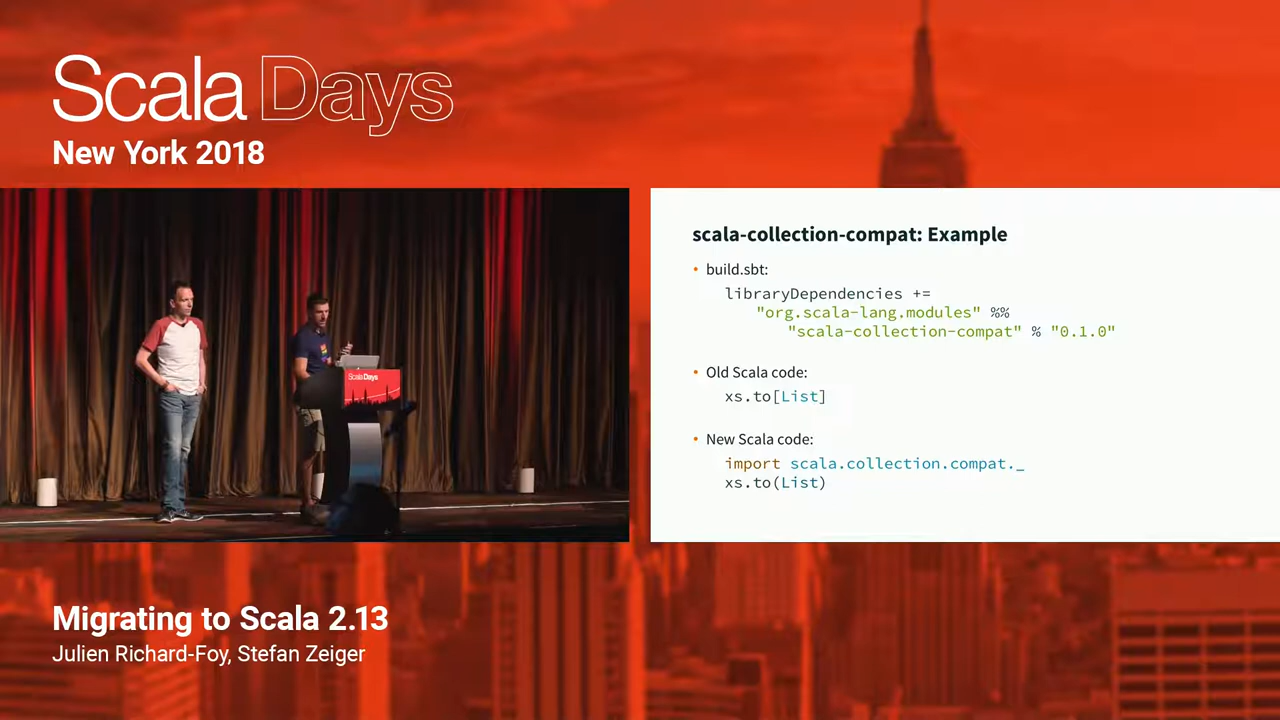 Scala Days
New York 2018
scala-collection-compat: Example
• build.sbt:
libraryDependencies +=
"org.scala-lang.modules" %%
"scala-collection-compat" % "0.1.0"
• Old Scala code:
xs.to[List]
• New Scala code:
import scala.collection.compat._
xs.to(List)
ScalaDays
Migrating to Scala 2.13
Julien Richard-Foy, Stefan Zeiger